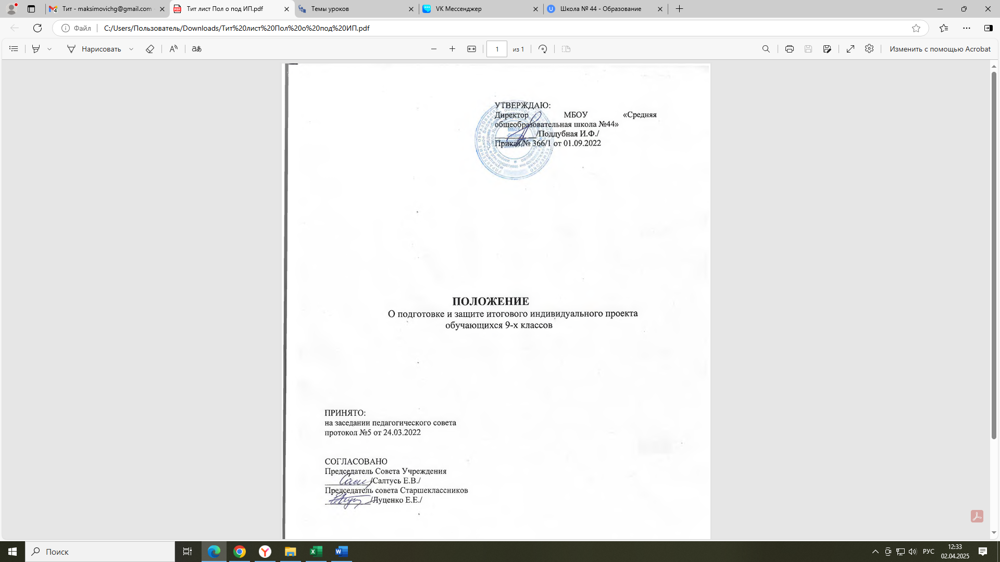 Тит - maksimovichg@gmail.com
Тит лист Пол о под ИП.pdf
Темы уроков
VK Мессенджер
Школа № 44 - Образование
Файл
C:/Users/Пользователь/Downloads/Тит%20лист%20Пол%20о%20под%20ИП.pdf
Нарисовать
1 из 1
Изменить с помощью Acrobat
УТВЕРЖДАЮ:
Директор МБОУ «Средняя
общеобразовательная школа №44»
/Поддубная И.Ф./
Приказ № 366/1 от 01.09.2022
ПОЛОЖЕНИЕ
О подготовке и защите итогового индивидуального проекта
обучающихся 9-х классов
ПРИНЯТО:
на заседании педагогического совета
протокол №5 от 24.03.2022
СОГЛАСОВАНО
Председатель Совета Учреждения
/Салтусь Е.В./
Председатель совета Старшеклассников
/Луценко Е.Е./
Поиск
РУС
12:33
02.04.2025